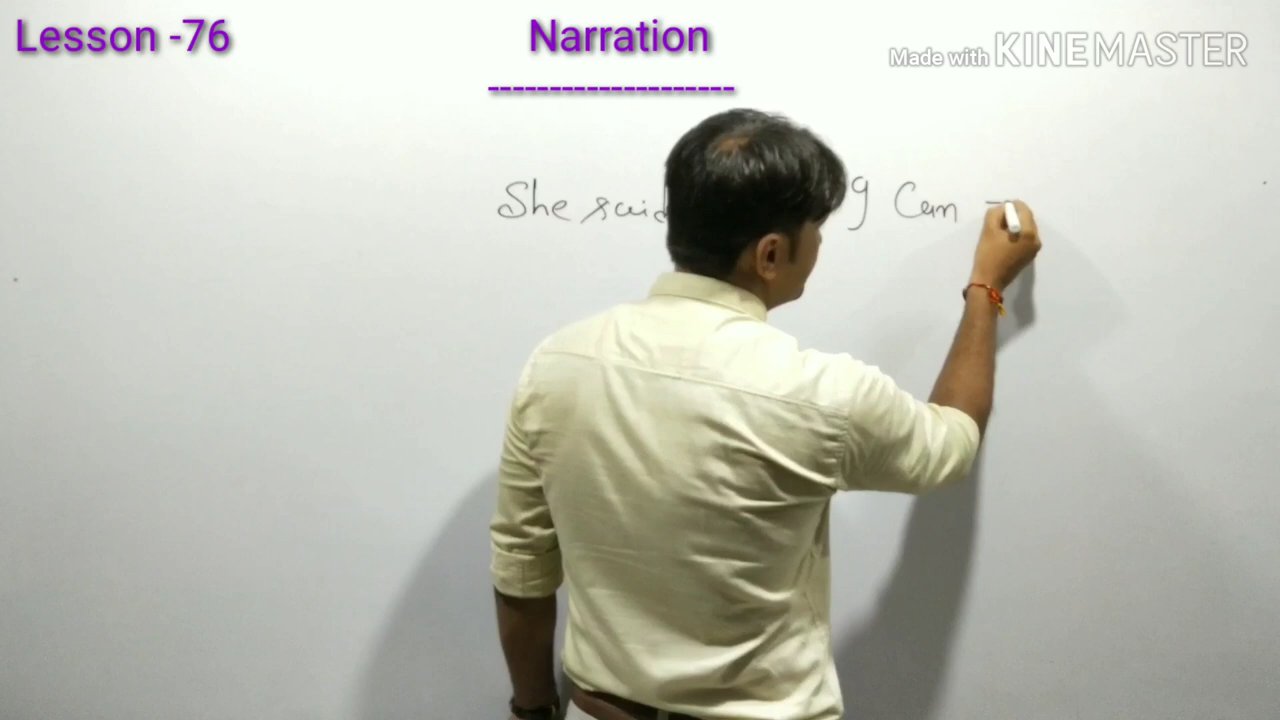 Lesson -76
Narration
Made with KINEMASTER
--------------------
She said I Can